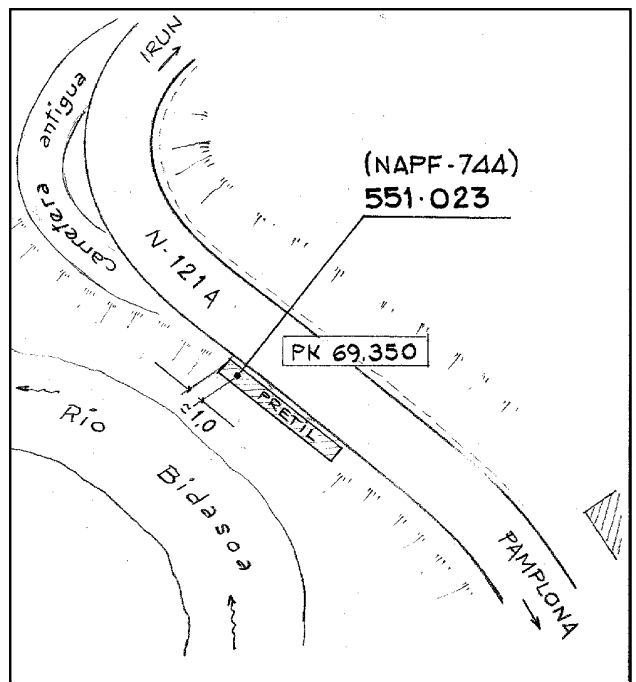 IRUN
antigua
carretera
(NAPF-744)
551·023
N-121A
PK 69,350
PRETIL
≃1,0
Río
Bidasoa
PAMPLONA